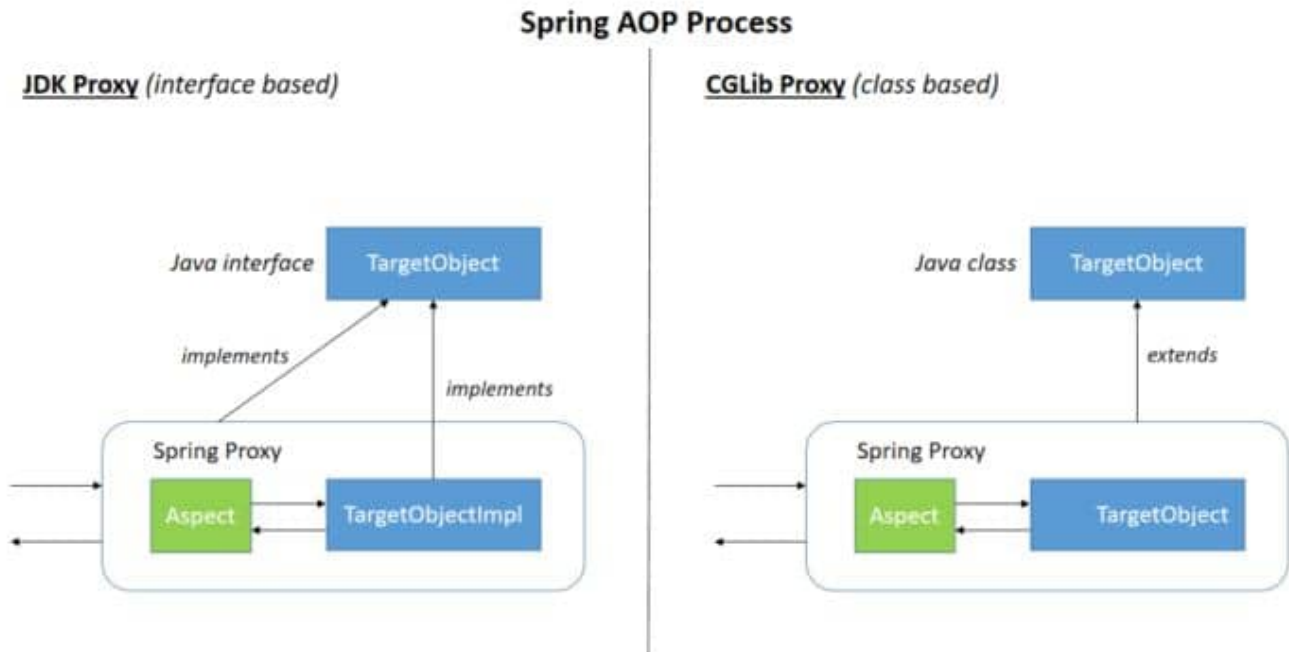 Spring AOP Process
JDK Proxy (interface based)
Java interface
TargetObject
implements
implements
Spring Proxy
Aspect
TargetObjectImpl
CGLib Proxy (class based)
Java class
TargetObject
extends
Spring Proxy
Aspect
TargetObject